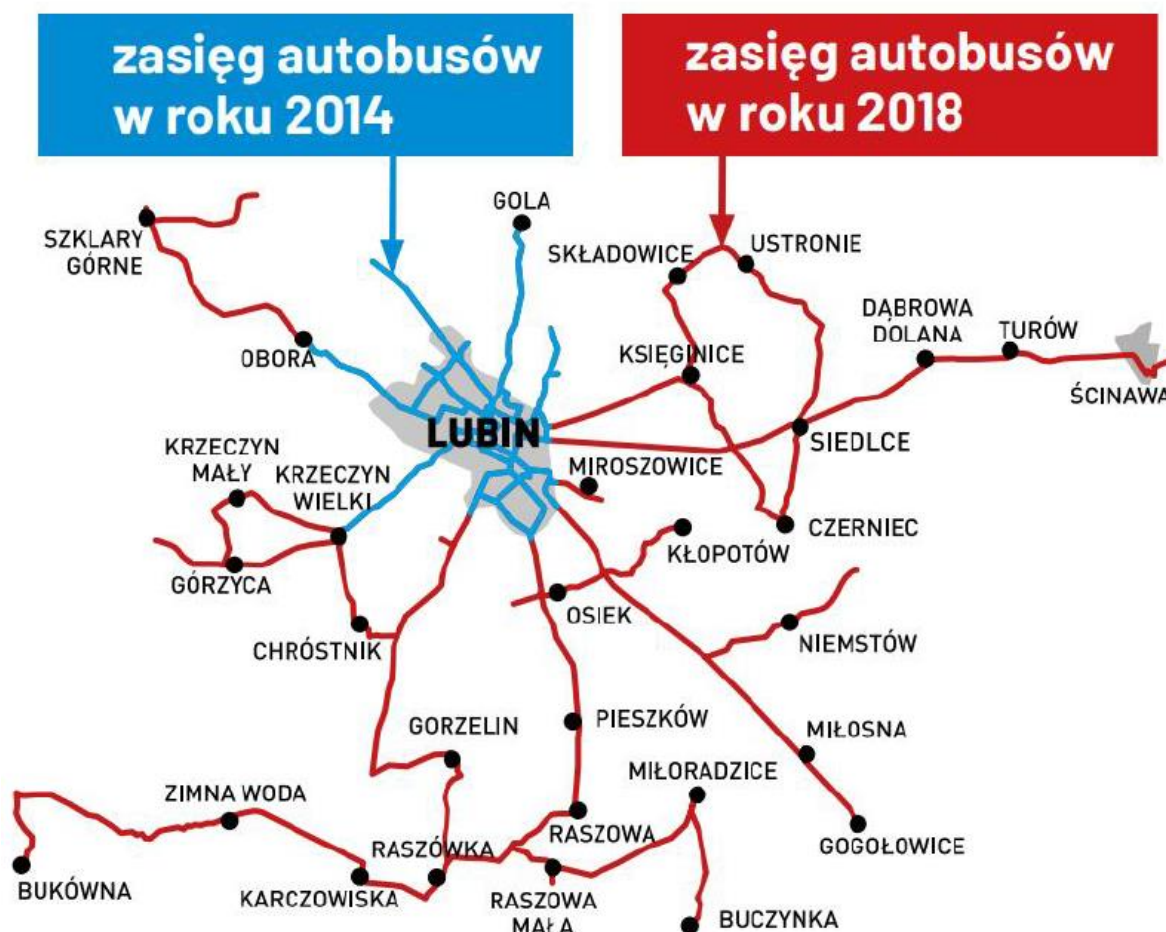 zasięg autobusów
w roku 2014
zasięg autobusów
w roku 2018
GOLA
SZKLARY
GÓRNE
SKŁADOWICE
USTRONIE
DĄBROWA
DOLANA
TURÓW
OBORA
KSIĘGINICE
ŚCINAWA
LUBIN
SIEDLCE
KRZECZYN
MAŁY
KRZECZYN
WIELKI
MIROSZOWICE
CZERNIEC
KŁOPOTÓW
GÓRZYCA
OSIEK
NIEMSTÓW
CHRÓSTNIK
PIESZKÓW
GORZELIN
MIŁOSNA
MIŁORADZICE
ZIMNA WODA
RASZOWA
GOGOŁOWICE
RASZÓWKA
BUKÓWNA
KARCZOWISKA
RASZOWA
MAŁA
BUCZYNKA